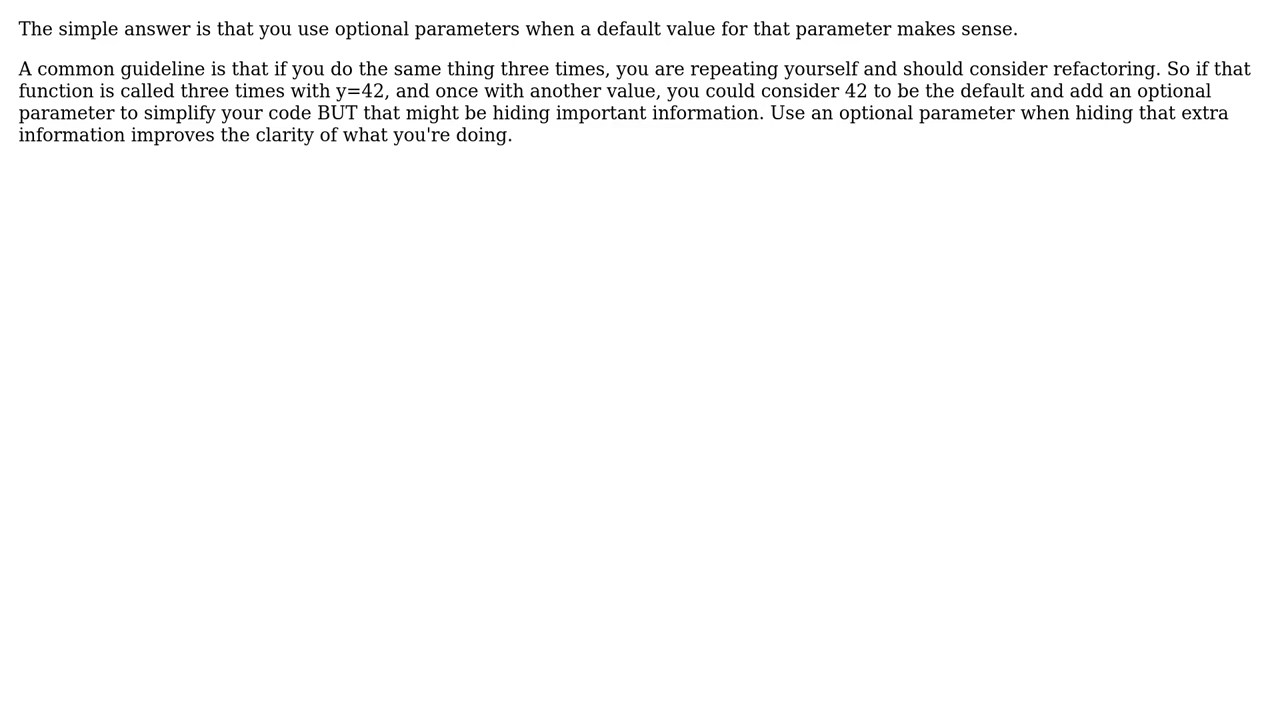 The simple answer is that you use optional parameters when a default value for that parameter makes sense.
A common guideline is that if you do the same thing three times, you are repeating yourself and should consider refactoring. So if that
function is called three times with y=42, and once with another value, you could consider 42 to be the default and add an optional
parameter to simplify your code BUT that might be hiding important information. Use an optional parameter when hiding that extra
information improves the clarity of what you're doing.